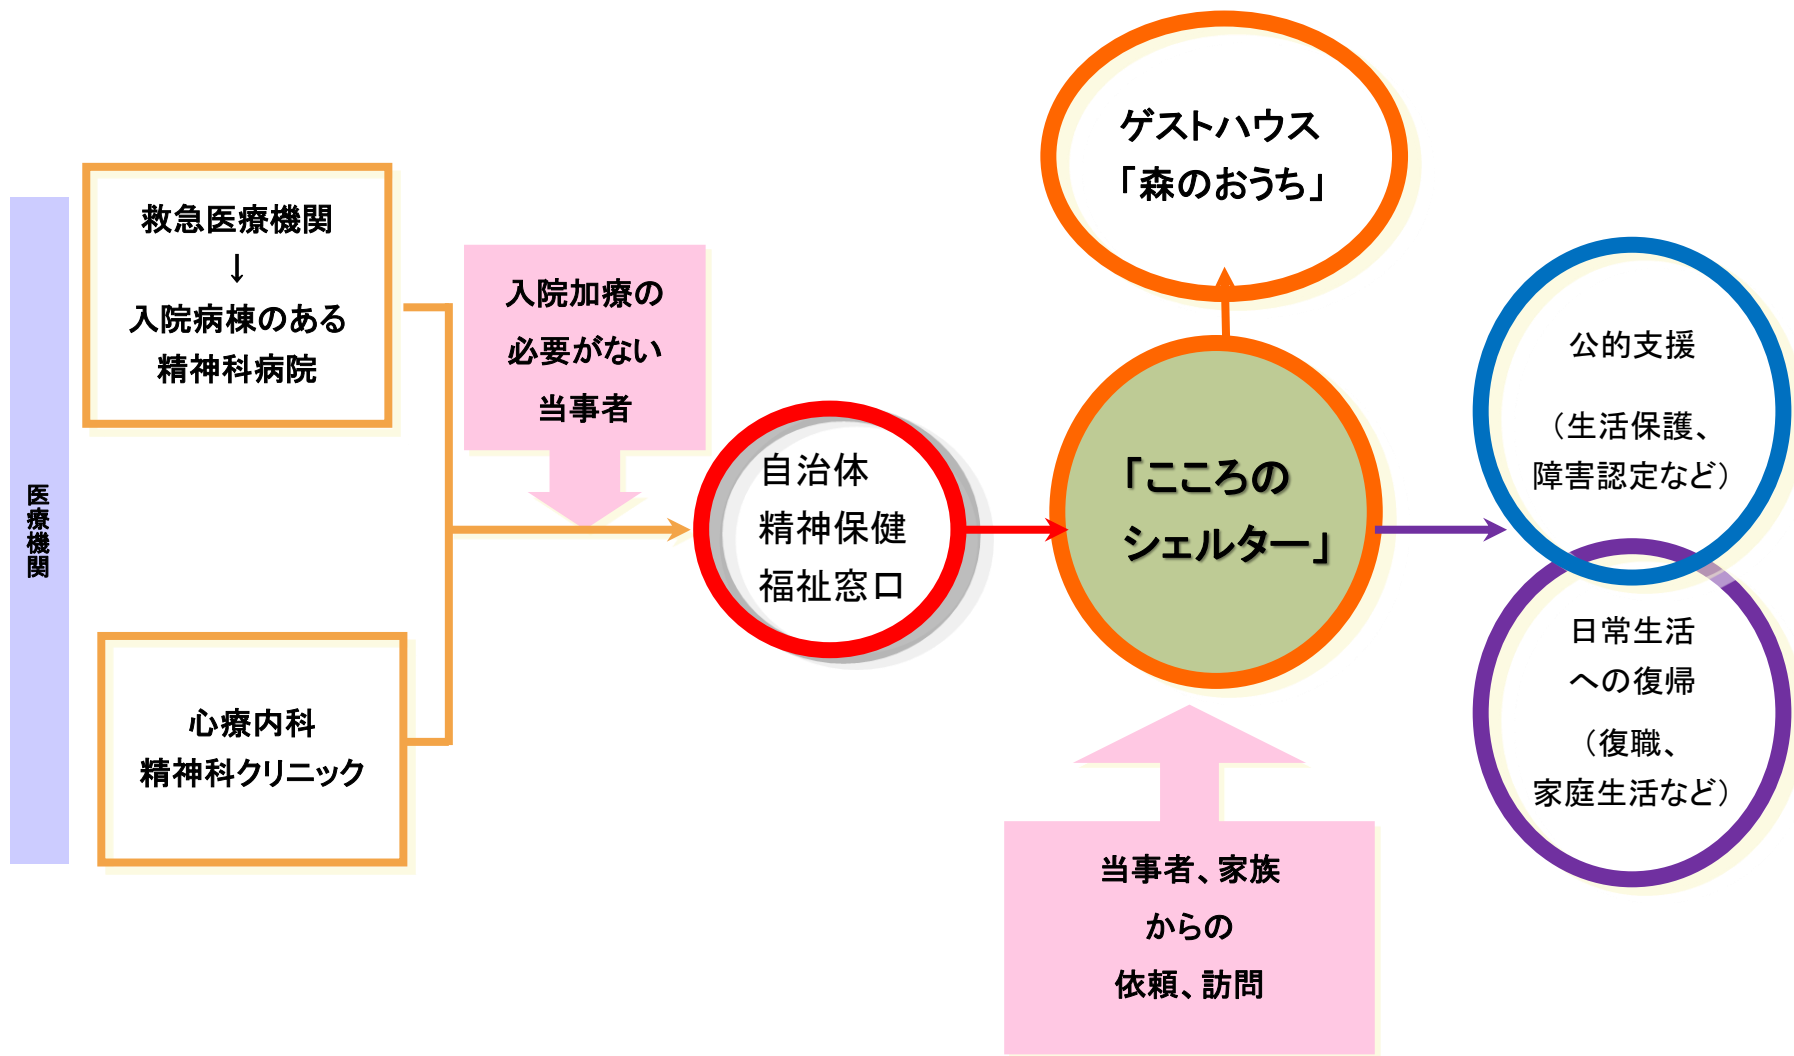 医療機関
救急医療機関
↓
入院病棟のある
精神科病院
心療内科
精神科クリニック
入院加療の
必要がない
当事者
自治体
精神保健
福祉窓口
ゲストハウス
「森のおうち」
「こころの
シェルター」
当事者、家族
からの
依頼、訪問
公的支援
（生活保護、
障害認定など）
日常生活
への復帰
（復職、
家庭生活など）